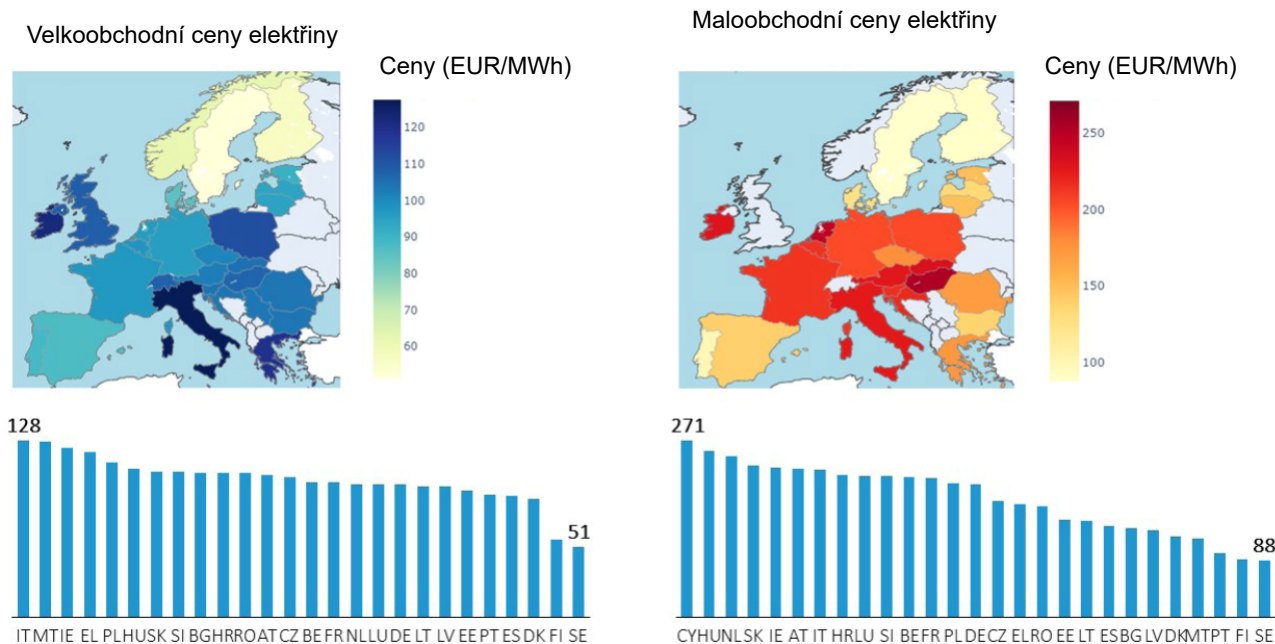 Velkoobchodní ceny elektřiny
Ceny (EUR/MWh)
120
110
100
90
80
70
60
128
51
IT MT IE EL PL HU SK SI BG HR RO AT CZ BE FR NL LU DE LT LV EE PT ES DK FI SE
Maloobchodní ceny elektřiny
Ceny (EUR/MWh)
250
200
150
100
271
88
CY HU NL SK IE AT IT HR LU SI BE FR PL DE CZ EL RO EE LT ES BG LV DK MT PT FI SE